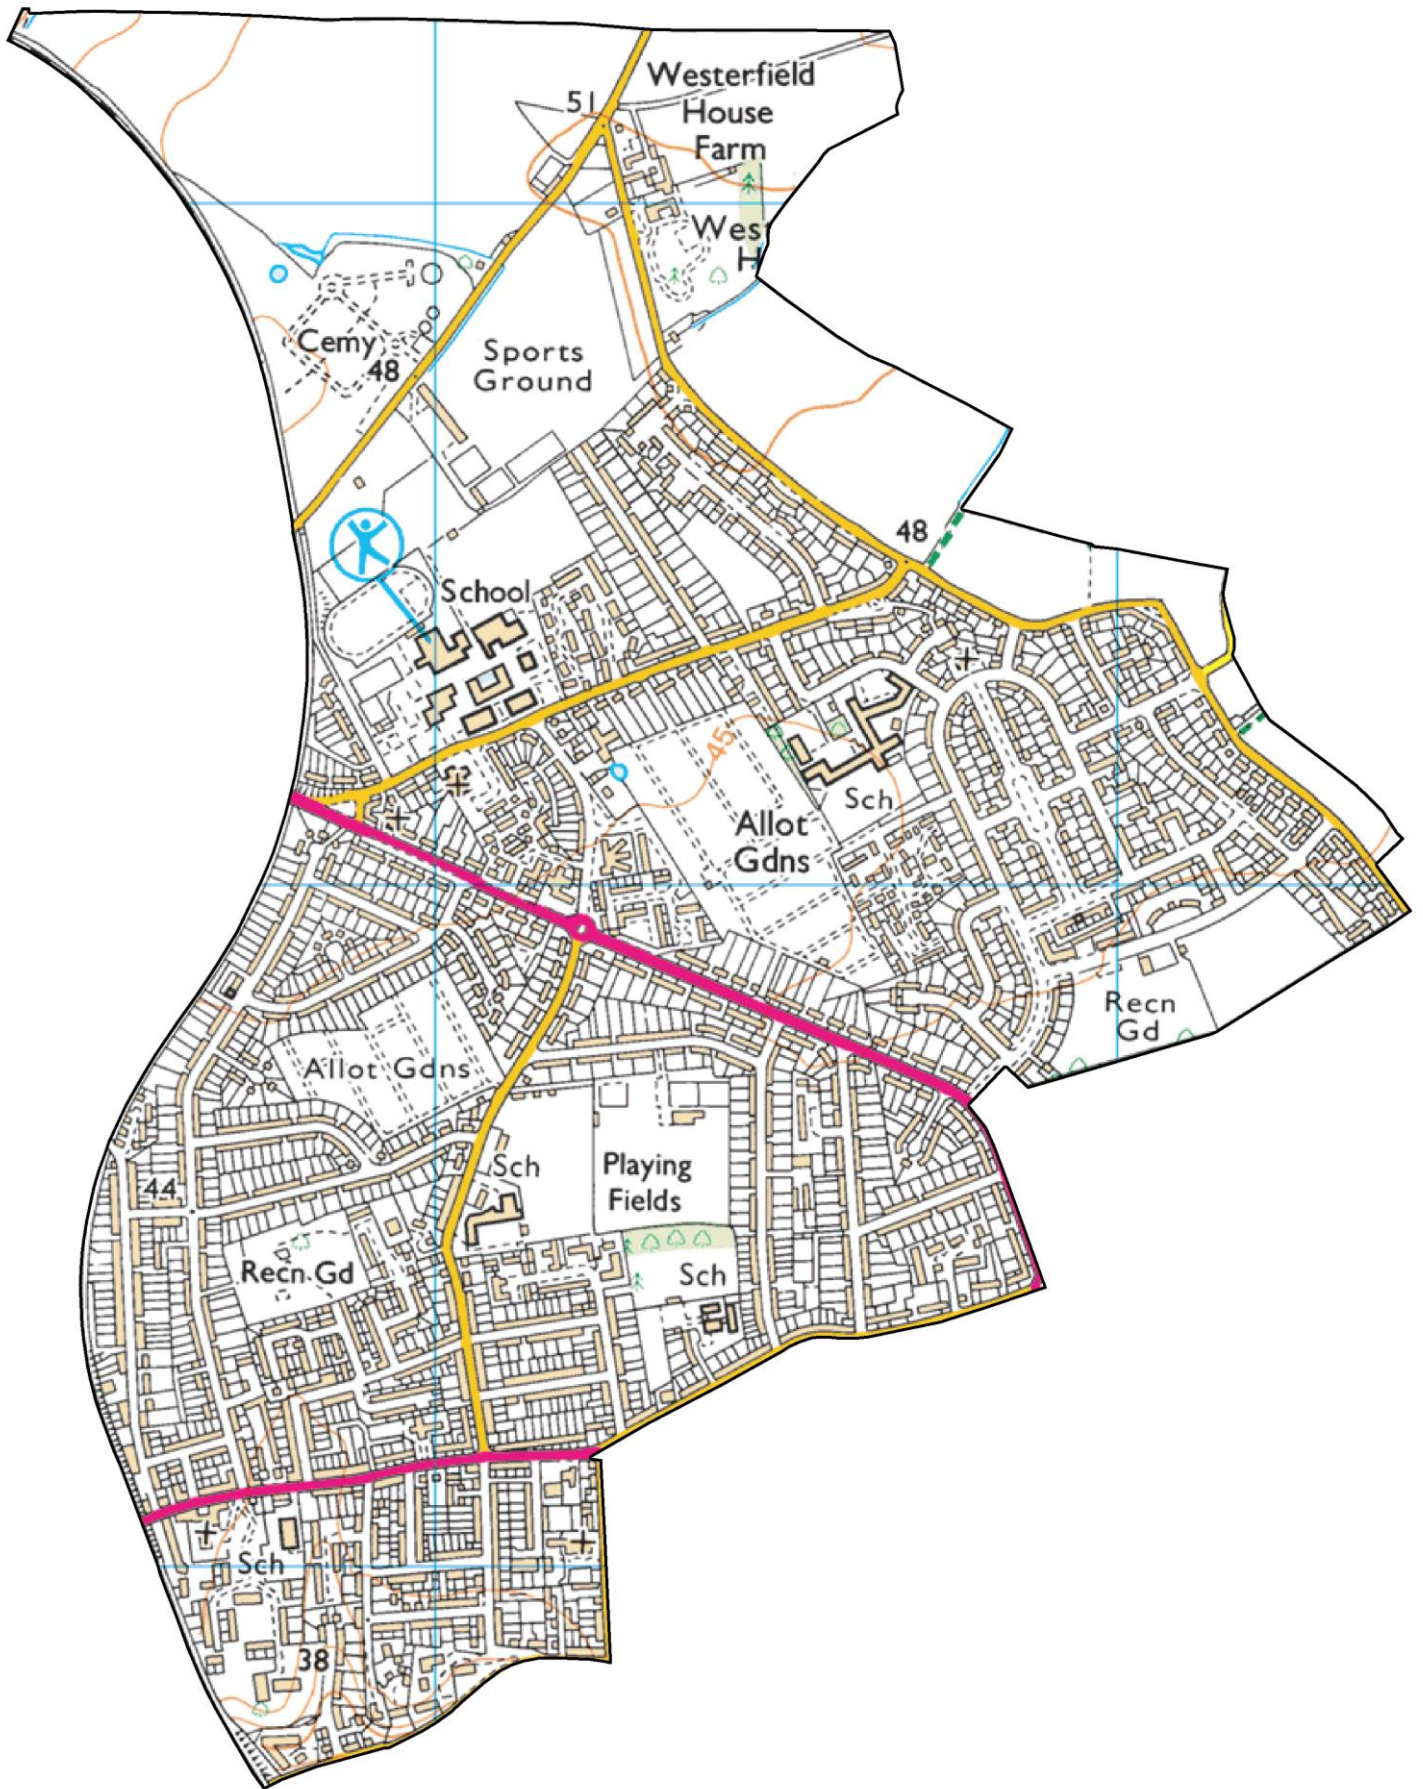 Westerfield
House
Farm
51
Wes
H
Cemy
48
Sports
Ground
48
School
45
Sch
Allot
Gdns
Recn
Gd
Allot Gdns
Sch
Playing
Fields
44
Recn Gd
Sch
Sch
38